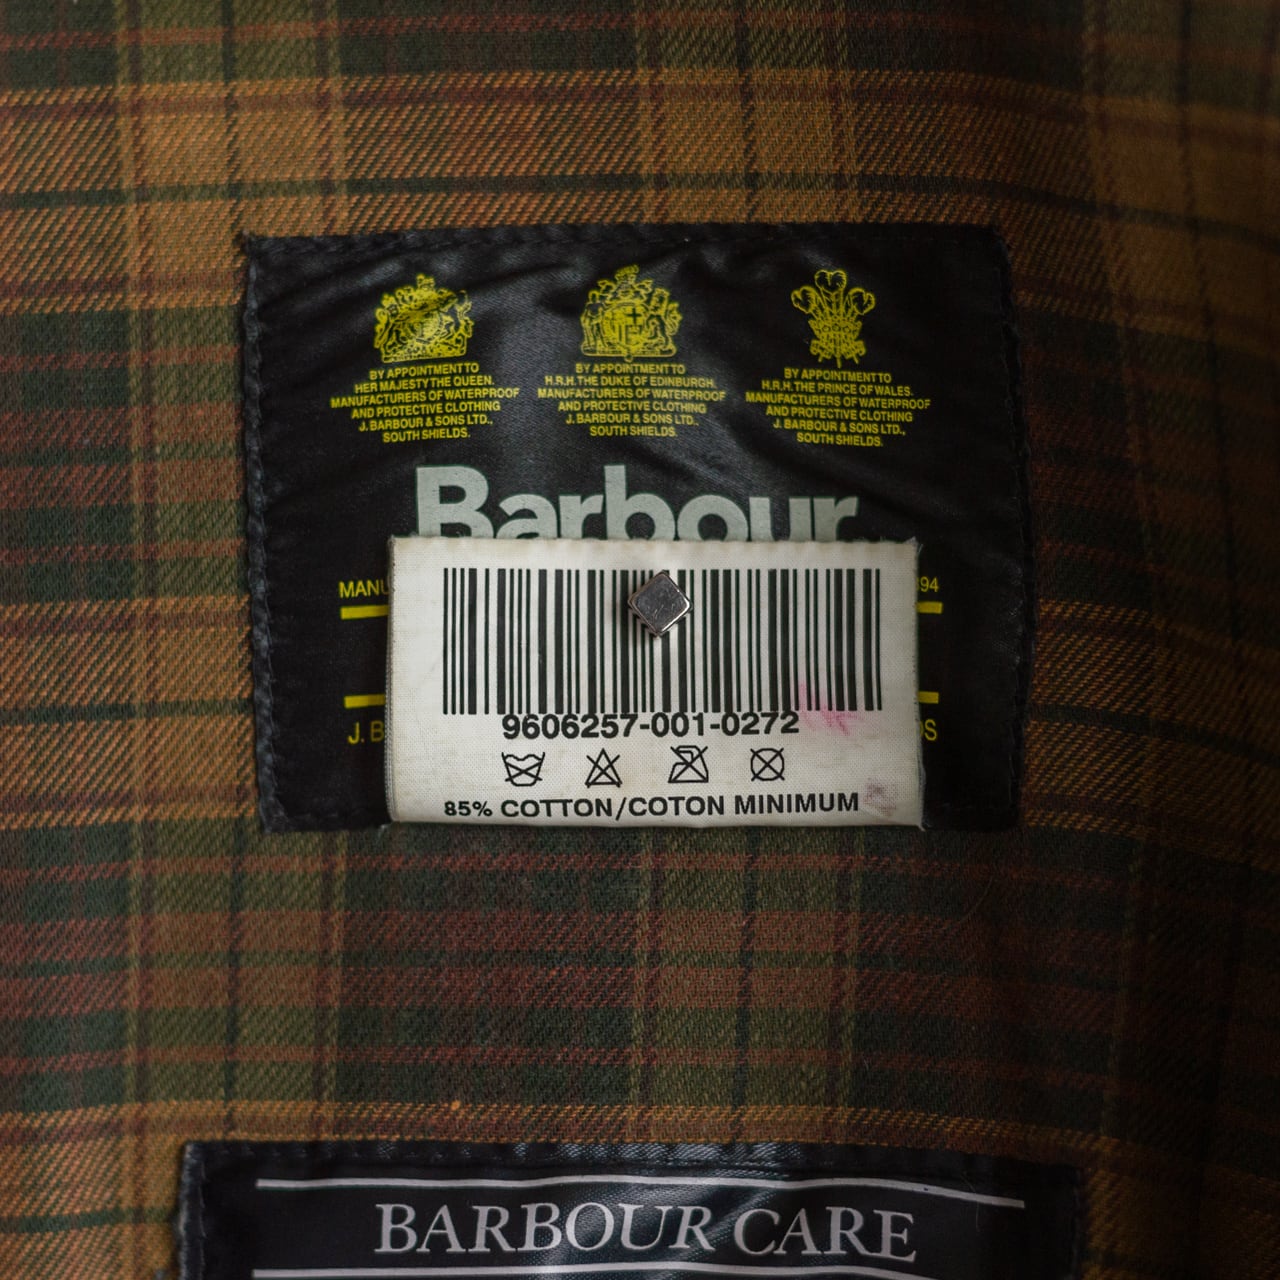 BY APPOINTMENT TO
HER MAJESTY THE QUEEN.
MANUFACTURERS OF WATERPROOF
AND PROTECTIVE CLOTHING
J. BARBOUR & SONS LTD.,
SOUTH SHIELDS.
BY APPOINTMENT TO
H.R.H. THE DUKE OF EDINBURGH.
MANUFACTURERS OF WATERPROOF
AND PROTECTIVE CLOTHING
J. BARBOUR & SONS LTD.,
SOUTH SHIELDS.
BY APPOINTMENT TO
H.R.H. THE PRINCE OF WALES.
MANUFACTURERS OF WATERPROOF
AND PROTECTIVE CLOTHING
J. BARBOUR & SONS LTD.,
SOUTH SHIELDS.
Barbour
MANU 94
9606257-001-0272
J. B DS
85% COTTON/COTON MINIMUM
BARBOUR CARE